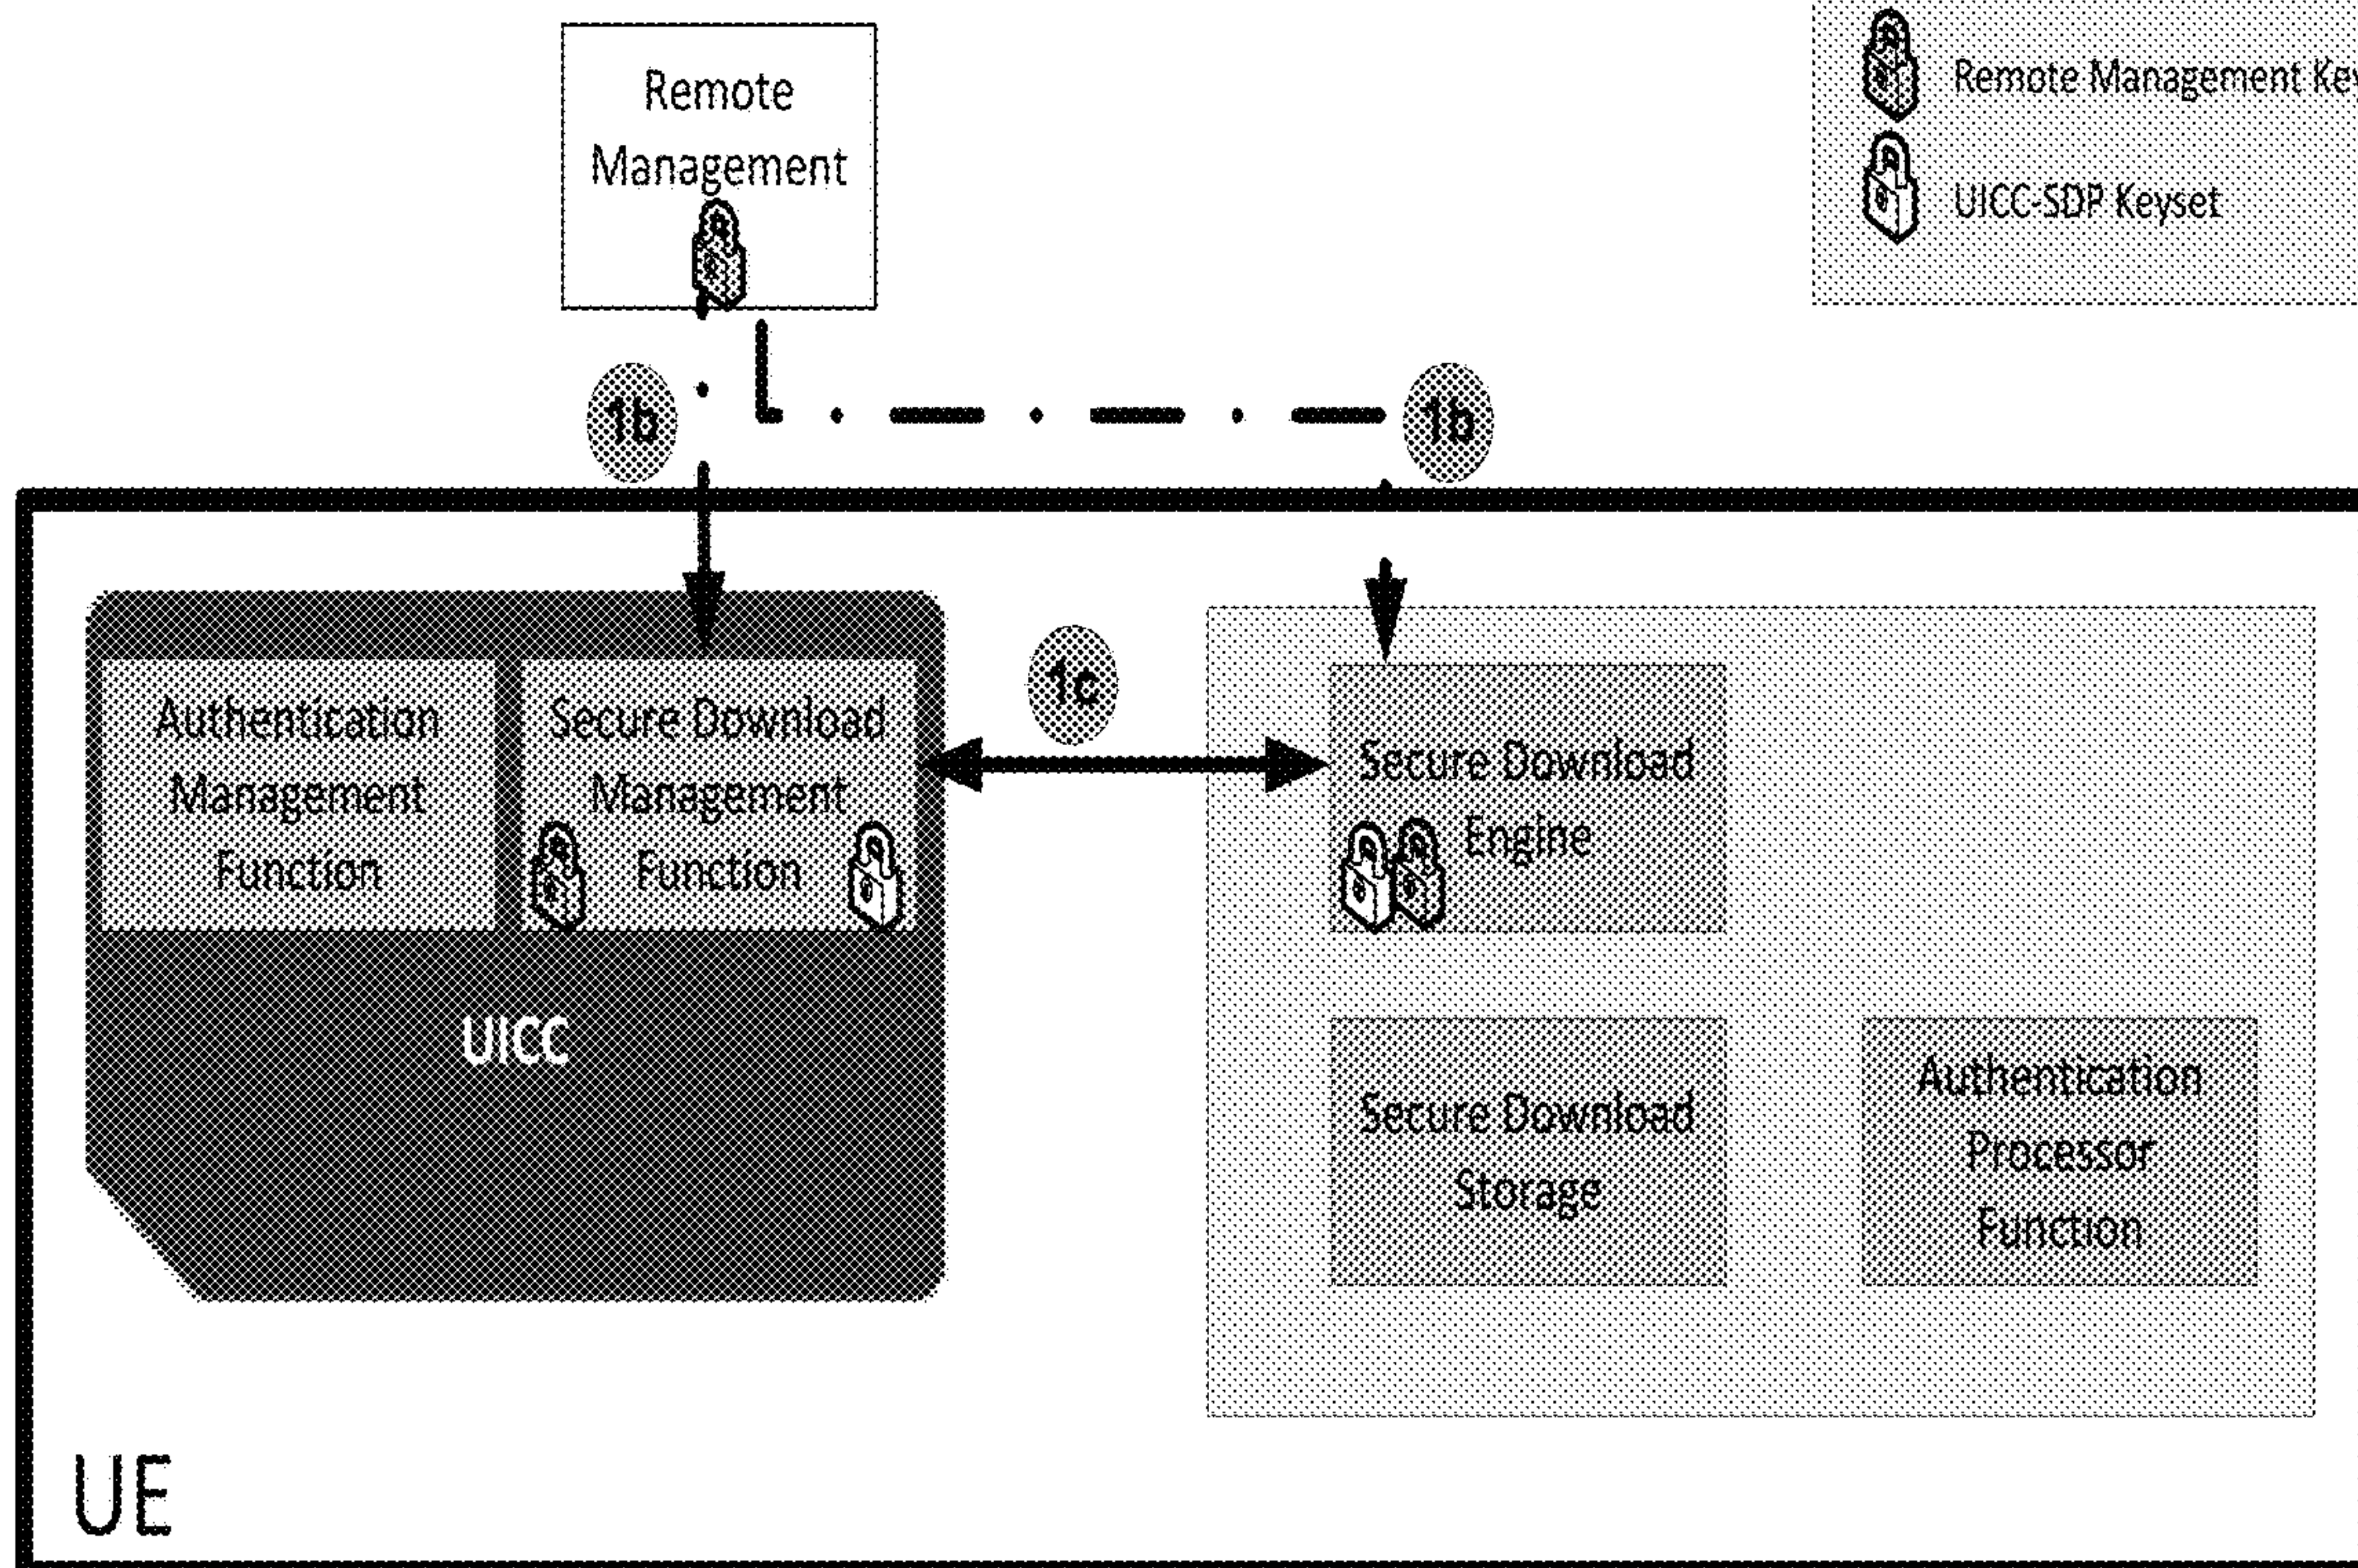 Remote
Management
Remote Management Key
UICC-SDP Keyset
1b
1b
Authentication
Management
Function
Secure Download
Management
Function
1c
Secure Download
Engine
UICC
Secure Download
Storage
Authentication
Processor
Function
UE